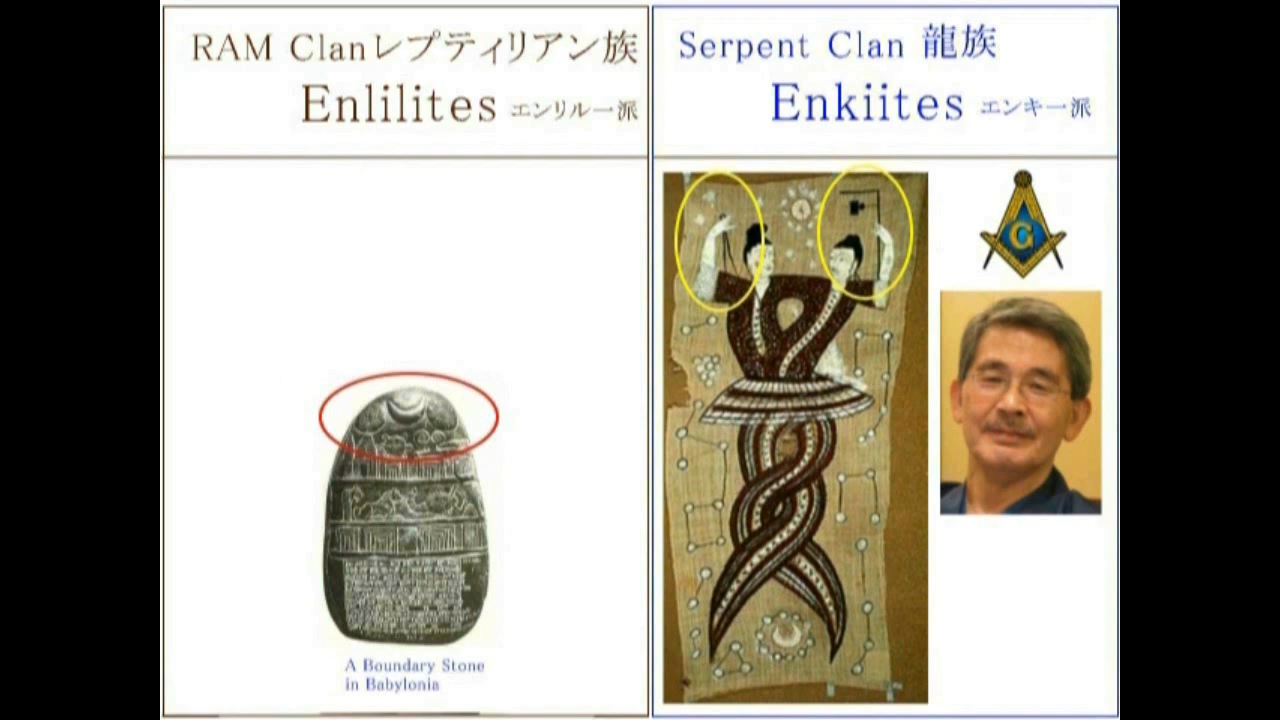 RAM Clanレプティリアン族
Enlilites エンリル一派
A Boundary Stone
in Babylonia
Serpent Clan 龍族
Enkiites エンキ一派
G